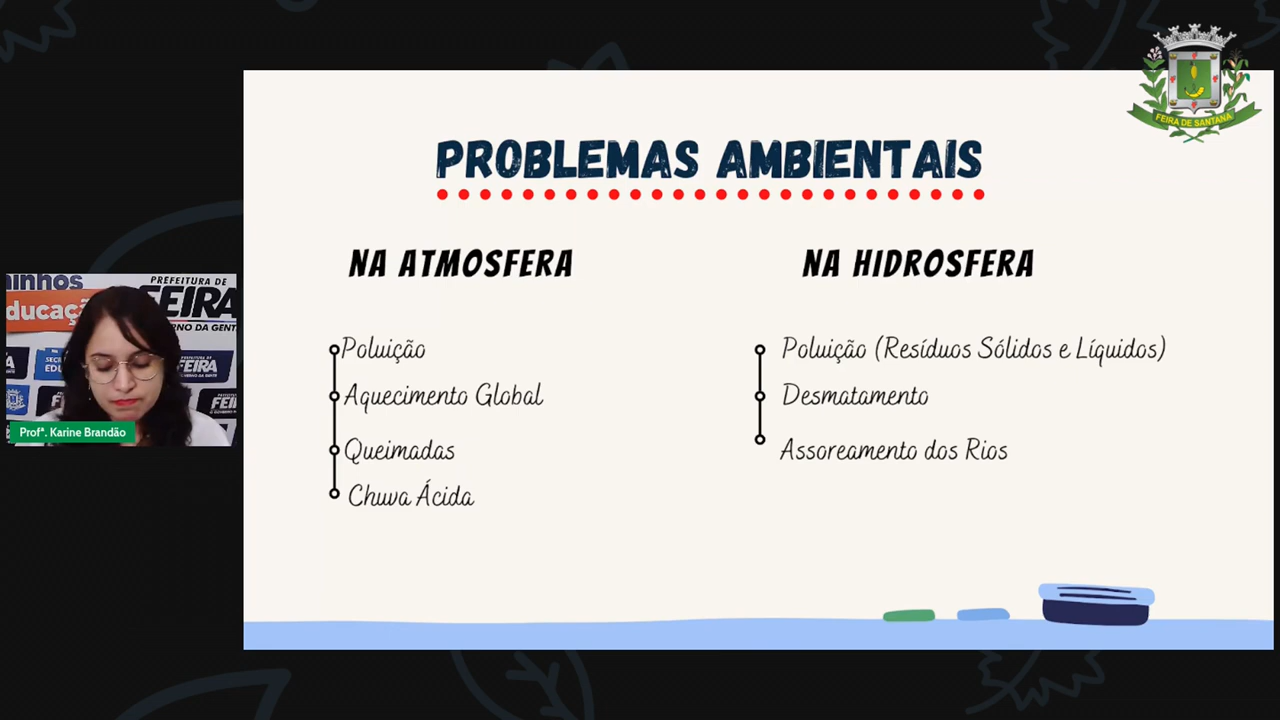 FEIRA DE SANTANA
PROBLEMAS AMBIENTAIS
NA ATMOSFERA
Poluição
Aquecimento Global
Queimadas
Chuva Ácida
NA HIDROSFERA
Poluição (Resíduos Sólidos e Líquidos)
Desmatamento
Assoreamento dos Rios
PREFEITURA DE
FEIRA
Profª. Karine Brandão